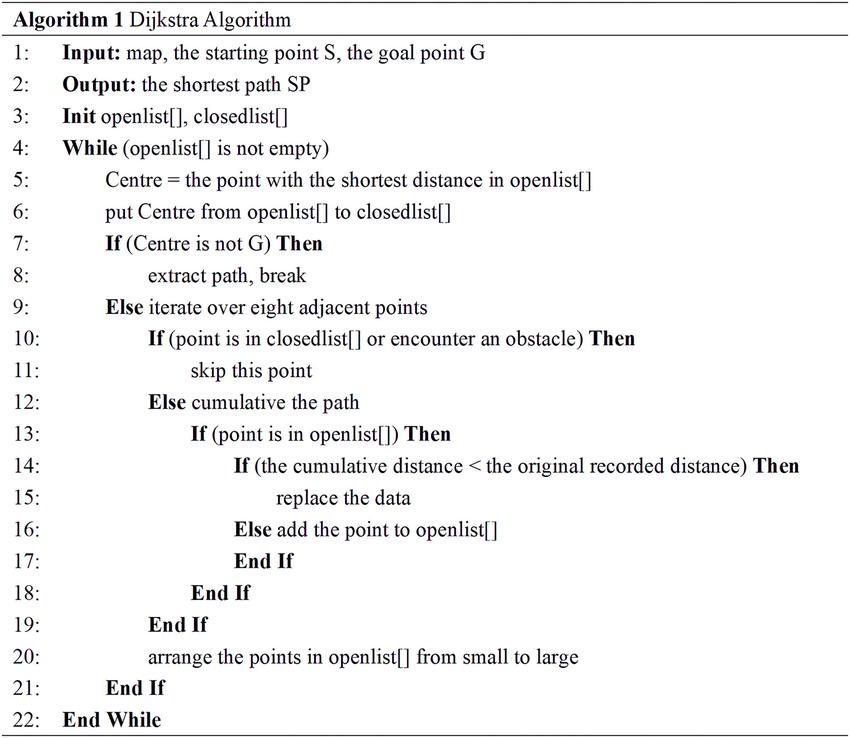 Algorithm 1 Dijkstra Algorithm
1: Input: map, the starting point S, the goal point G
2: Output: the shortest path SP
3: Init openlist[], closedlist[]
4: While (openlist[] is not empty)
5: Centre = the point with the shortest distance in openlist[]
6: put Centre from openlist[] to closedlist[]
7: If (Centre is not G) Then
8: extract path, break
9: Else iterate over eight adjacent points
10: If (point is in closedlist[] or encounter an obstacle) Then
11: skip this point
12: Else cumulative the path
13: If (point is in openlist[]) Then
14: If (the cumulative distance < the original recorded distance) Then
15: replace the data
16: Else add the point to openlist[]
17: End If
18: End If
19: End If
20: arrange the points in openlist[] from small to large
21: End If
22: End While